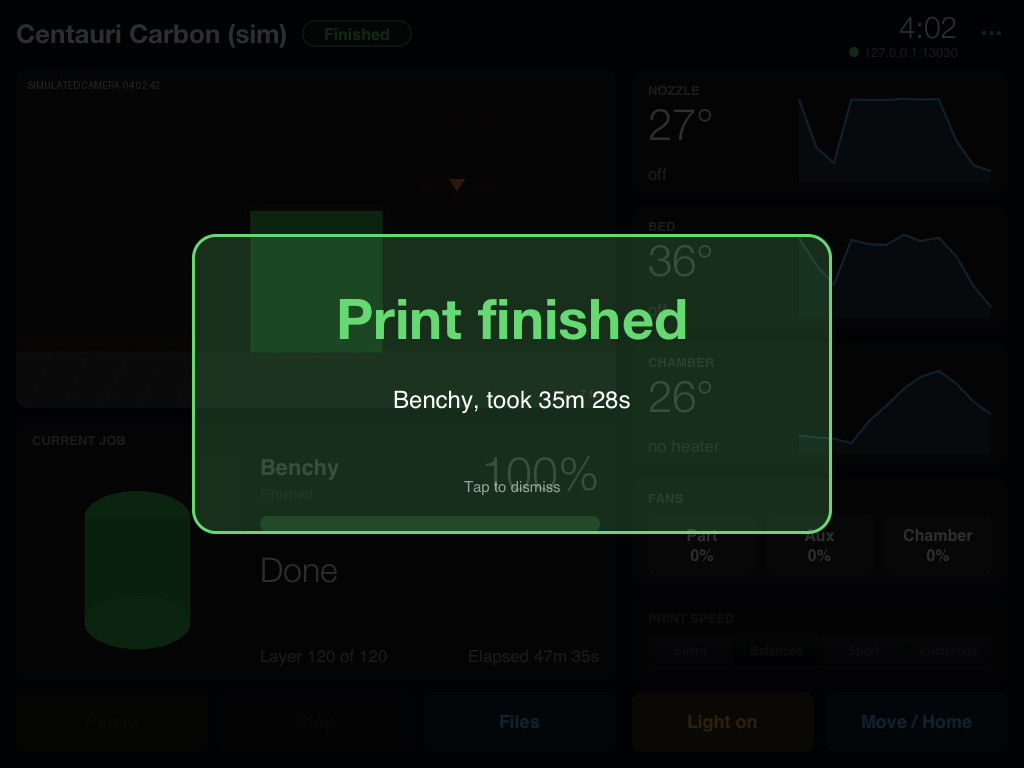 Centauri Carbon (sim)
Finished
4:02
127.0.0.1:13030
SIMULATED CAMERA 04:02:42
NOZZLE
27°
off
BED
36°
off
Print finished
Benchy, took 35m 28s
Tap to dismiss
CHAMBER
26°
no heater
CURRENT JOB
Benchy
100%
Finished
Done
Layer 120 of 120
Elapsed 47m 35s
FANS
Part
0%
Aux
0%
Chamber
0%
PRINT SPEED
Silent
Balanced
Sport
Ludicrous
Pause
Stop
Files
Light on
Move / Home